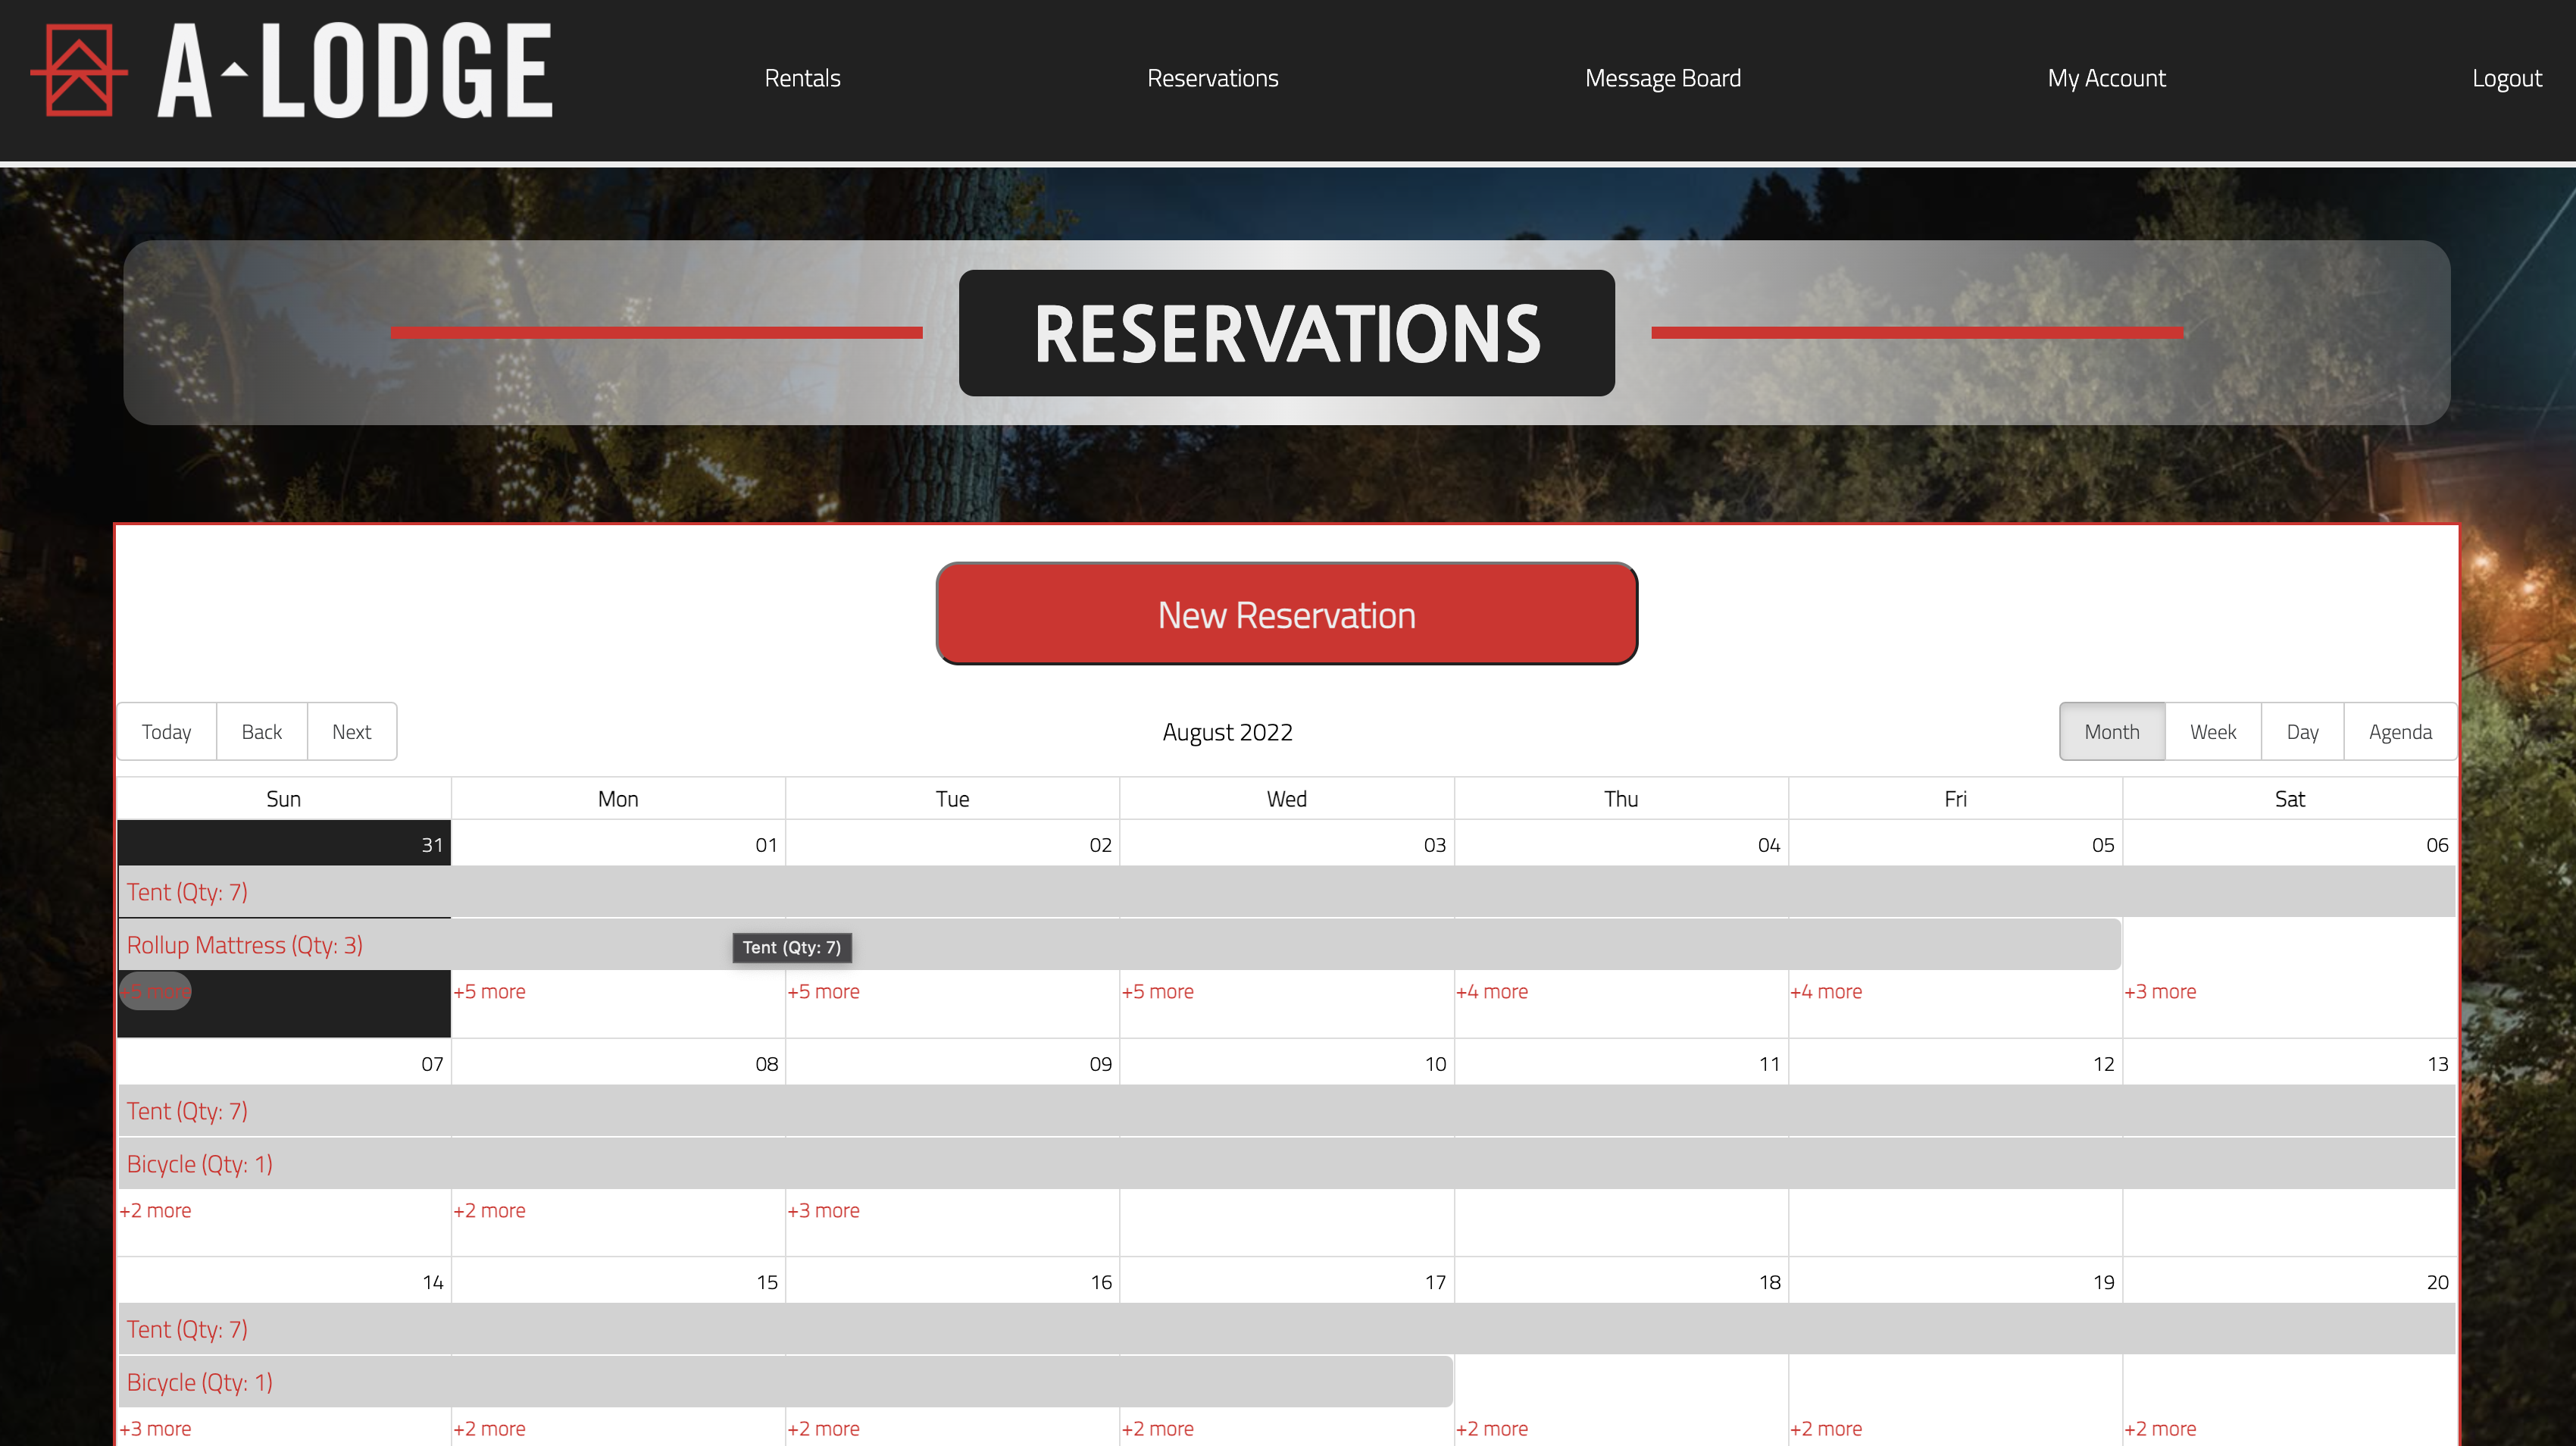 A-LODGE
Rentals
Reservations
Message Board
My Account
Logout
RESERVATIONS
New Reservation
Today
Back
Next
August 2022
Month
Week
Day
Agenda
Sun
Mon
Tue
Wed
Thu
Fri
Sat
31
01
02
03
04
05
06
Tent (Qty: 7)
Rollup Mattress (Qty: 3)
Tent (Qty: 7)
+5 more
+5 more
+5 more
+5 more
+4 more
+4 more
+3 more
07
08
09
10
11
12
13
Tent (Qty: 7)
Bicycle (Qty: 1)
+2 more
+2 more
+3 more
14
15
16
17
18
19
20
Tent (Qty: 7)
Bicycle (Qty: 1)
+3 more
+2 more
+2 more
+2 more
+2 more
+2 more
+2 more